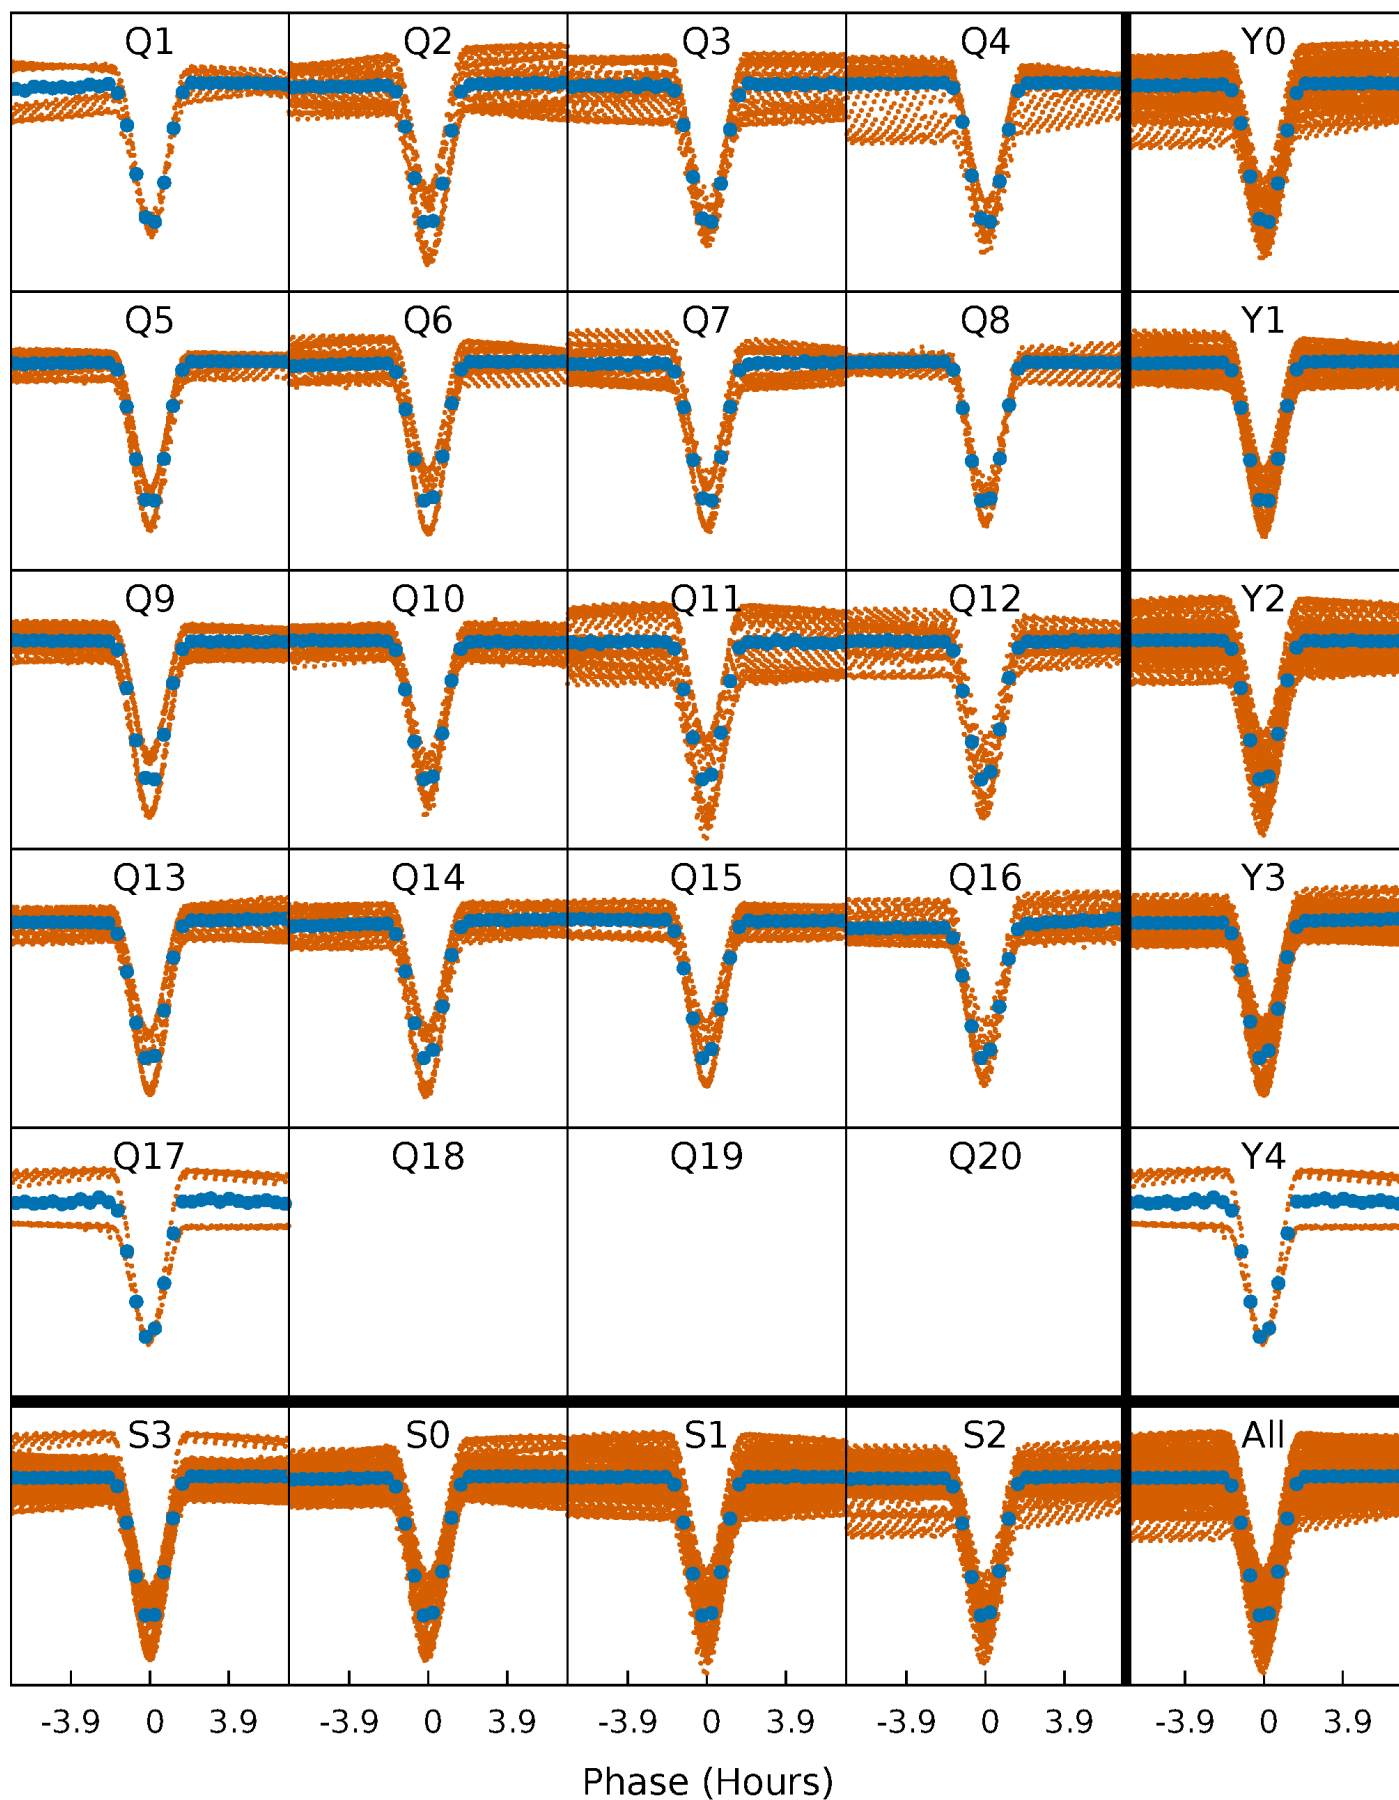 Q1 Q2 Q3 Q4 Y0
Q5 Q6 Q7 Q8 Y1
Q9 Q10 Q11 Q12 Y2
Q13 Q14 Q15 Q16 Y3
Q17 Q18 Q19 Q20 Y4
S3 S0 S1 S2 All
-3.9 0 3.9 -3.9 0 3.9 -3.9 0 3.9 -3.9 0 3.9 -3.9 0 3.9
Phase (Hours)